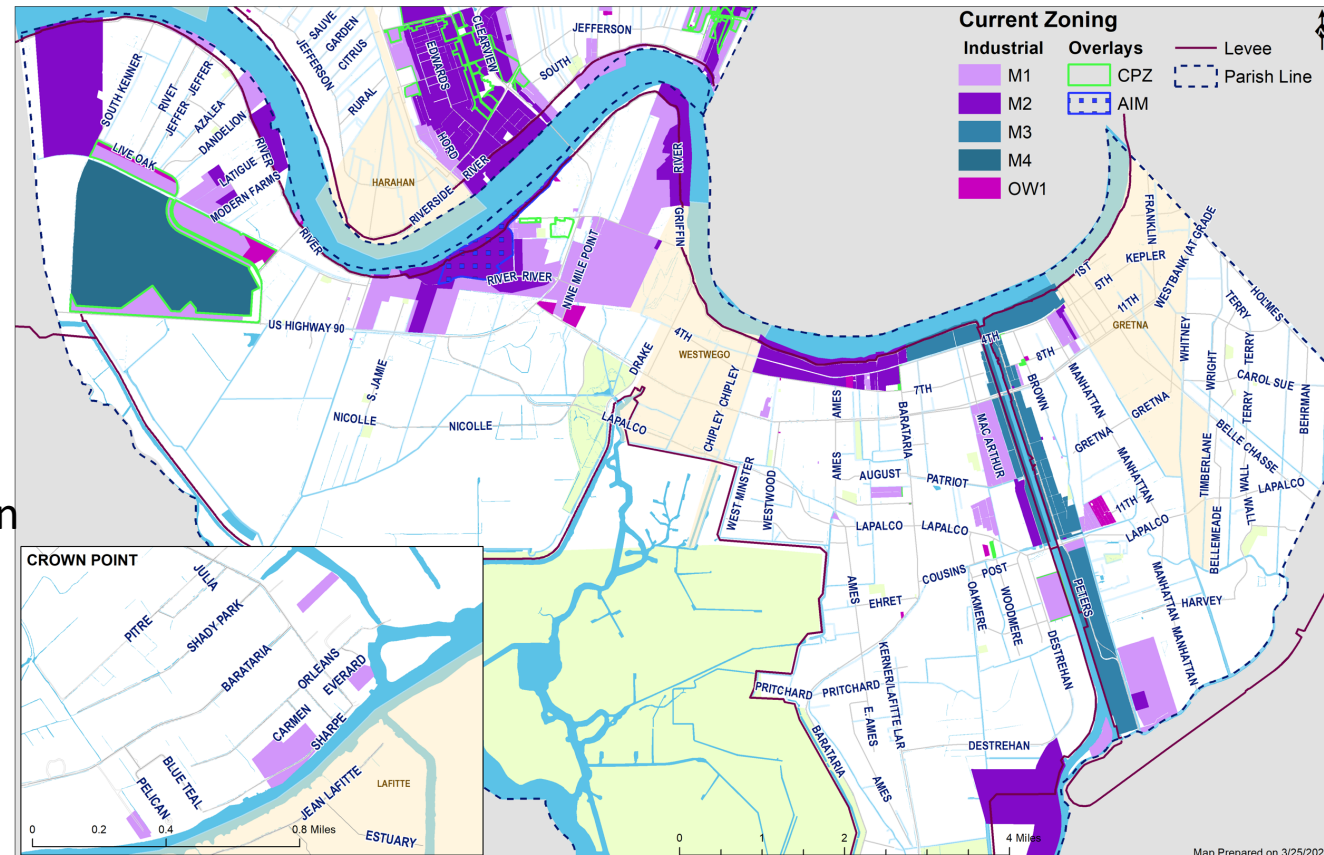 Current Zoning
Industrial
M1
M2
M3
M4
OW1
Overlays
CPZ
AIM
Levee
Parish Line
SAUVE
GARDEN
JEFFERSON
CITRUS
RURAL
EDWARDS
CLEARVIEW
JEFFERSON
SOUTH
HORD
RIVER
RIVERSIDE
HARAHAN
SOUTH KENNER
RIVET
JEFFER
JEFFER
AZALEA
DANDELION
LIVE OAK
LATIGUE
MODERN FARMS
RIVER
RIVER
RIVER
GRIFFIN
RIVER
RIVER
NINE MILE POINT
US HIGHWAY 90
S. JAMIE
NICOLLE
NICOLLE
4TH
DRAKE
WESTWEGO
CHIPLEY
CHIPLEY
LAPALCO
WEST MINSTER
WESTWOOD
AMES
AMES
BARATARIA
7TH
AUGUST
PATRIOT
LAPALCO
LAPALCO
4TH
8TH
BROWN
MAC ARTHUR
MANHATTAN
GRETNA
GRETNA
MANHATTAN
11TH
LAPALCO
1ST
5TH
11TH
KEPLER
FRANKLIN
WESTBANK (AT GRADE
GRETNA
HOLMES
TERRY
WHITNEY
WRIGHT
TERRY
CAROL SUE
TERRY
BEHRMAN
BELLE CHASSE
TIMBERLANE
WALL
LAPALCO
WALL
BELLEMEADE
HARVEY
MANHATTAN
MANHATTAN
PETERS
COUSINS
POST
OAKMERE
WOODMERE
DESTREHAN
AMES
EHRET
KERNER/LAFITTE LAR
PRITCHARD
PRITCHARD
E. AMES
BARATARIA
AMES
DESTREHAN
n
CROWN POINT
JULIA
PITRE
SHADY PARK
BARATARIA
ORLEANS
EVERARD
CARMEN
SHARPE
BLUE TEAL
PELICAN
JEAN LAFITTE
LAFITTE
ESTUARY
0 0.2 0.4 0.8 Miles
0 1 2 4 Miles
Map Prepared on 3/25/202